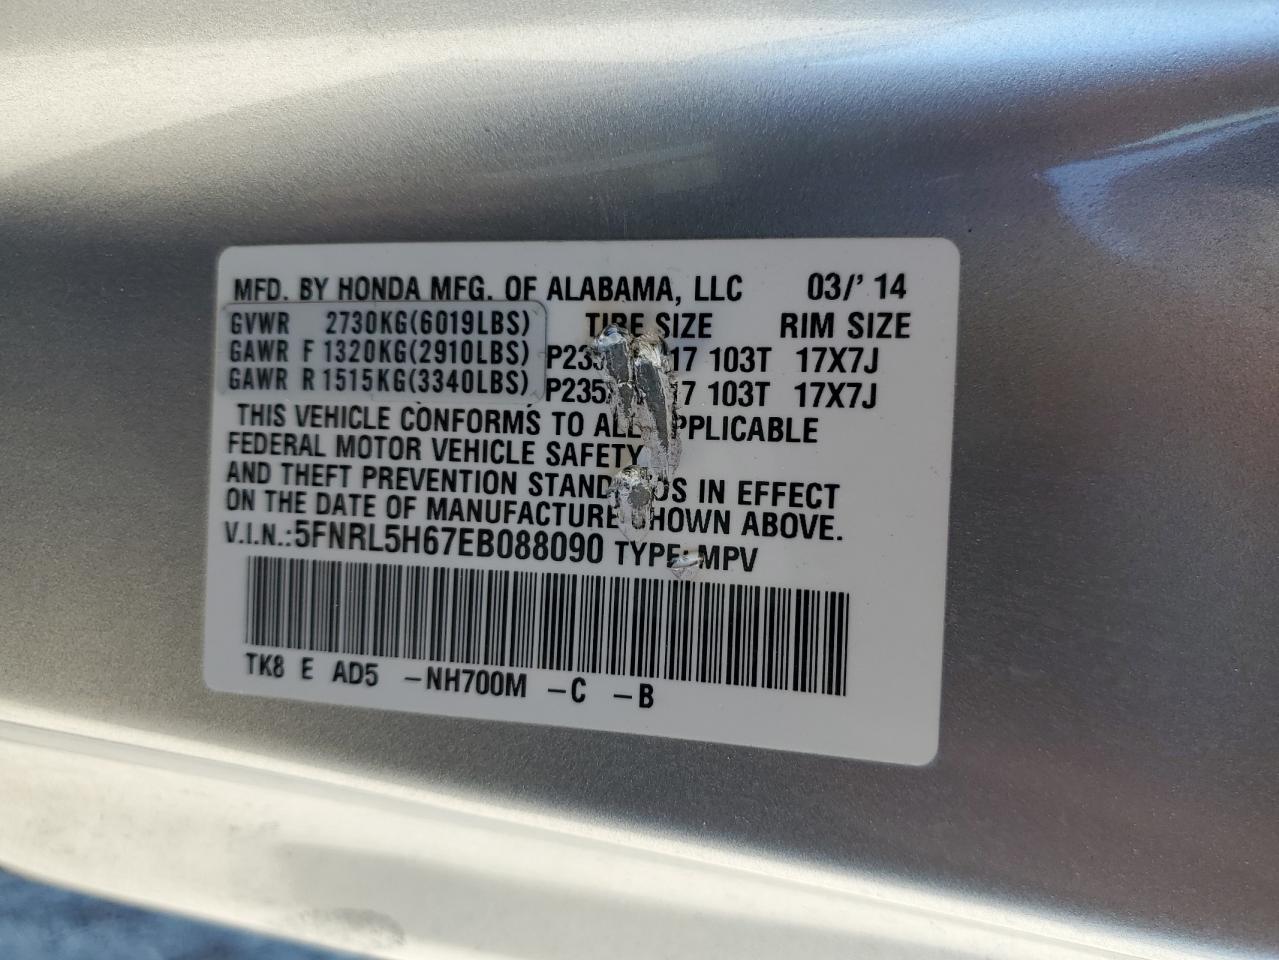 MFD. BY HONDA MFG. OF ALABAMA, LLC 03/' 14
GVWR 2730KG(6019LBS) TIRE SIZE RIM SIZE
GAWR F 1320KG(2910LBS) 17 103T 17X7J
GAWR R 1515KG(3340LBS) 17 103T 17X7J
THIS VEHICLE CONFORMS TO ALL APPLICABLE
FEDERAL MOTOR VEHICLE SAFETY
AND THEFT PREVENTION STANDARDS IN EFFECT
ON THE DATE OF MANUFACTURE SHOWN ABOVE.
V.I.N.:5FNRL5H67EB088090 TYPE: MPV
TK8 E AD5 -NH700M -C -B